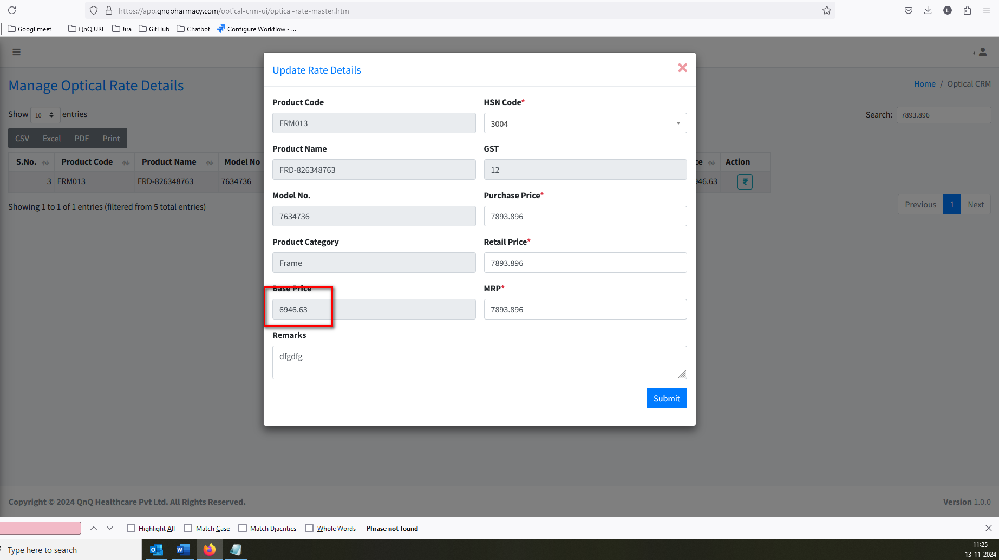 https://app.qnqpharmacy.com/optical-crm-ui/optical-rate-master.html
L
Googl meet QnQ URL Jira GitHub Chatbot Configure Workflow - ...
Update Rate Details
Manage Optical Rate Details
Home / Optical CRM
Product Code HSN Code*
Show 10 entries
Search: 7893.896
FRM013 3004
CSV Excel PDF Print
Product Name GST
S.No. Product Code Product Name Model No ce Action
FRD-826348763 12
3 FRM013 FRD-826348763 7634736 946.63 ₹
Model No. Purchase Price*
Showing 1 to 1 of 1 entries (filtered from 5 total entries)
Previous 1 Next
7634736 7893.896
Product Category Retail Price*
Frame 7893.896
Base Price MRP*
6946.63 7893.896
Remarks
dfgdfg
Submit
Copyright © 2024 QnQ Healthcare Pvt Ltd. All Rights Reserved.
Version 1.0.0
Highlight All Match Case Match Diacritics Whole Words Phrase not found
Type here to search
11:25
13-11-2024